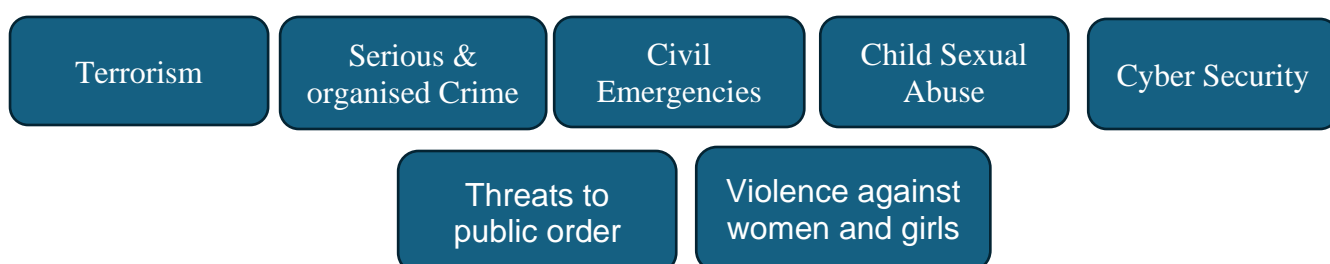 Terrorism
Serious &
organised Crime
Civil
Emergencies
Child Sexual
Abuse
Cyber Security
Threats to
public order
Violence against
women and girls